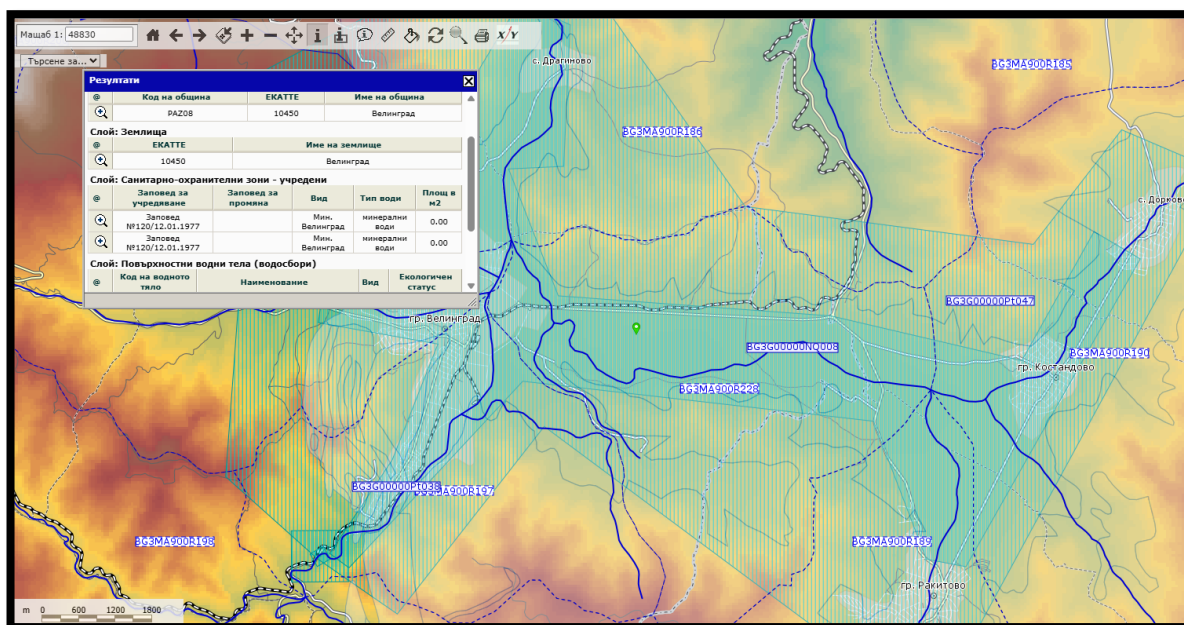 Мащаб 1: 48830
Търсене за...
Резултати
@ Код на община ЕКАТТЕ Име на община
PAZ08 10450 Велинград
Слой: Землища
@ ЕКАТТЕ Име на землище
10450 Велинград
Слой: Санитарно-охранителни зони - учредени
@ Заповед за учредяване Заповед за промяна Вид Тип води Площ в м2
Заповед №120/12.01.1977 Мин. Велинград минерални води 0.00
Заповед №120/12.01.1977 Мин. Велинград минерални води 0.00
Слой: Повърхностни водни тела (водосбори)
@ Код на водното тяло Наименование Вид Екологичен статус
с. Драгиново
BG3MA900R185
BG3MA900R186
с. Дорково
BG3G00000Pt047
гр. Велинград
BG3G00000NQ008
BG3MA900R190
гр. Костандово
BG3MA900R228
BG3G00000Pt038
BG3MA900R197
BG3MA900R198
BG3MA900R189
гр. Ракитово
m 0 600 1200 1800
X/Y